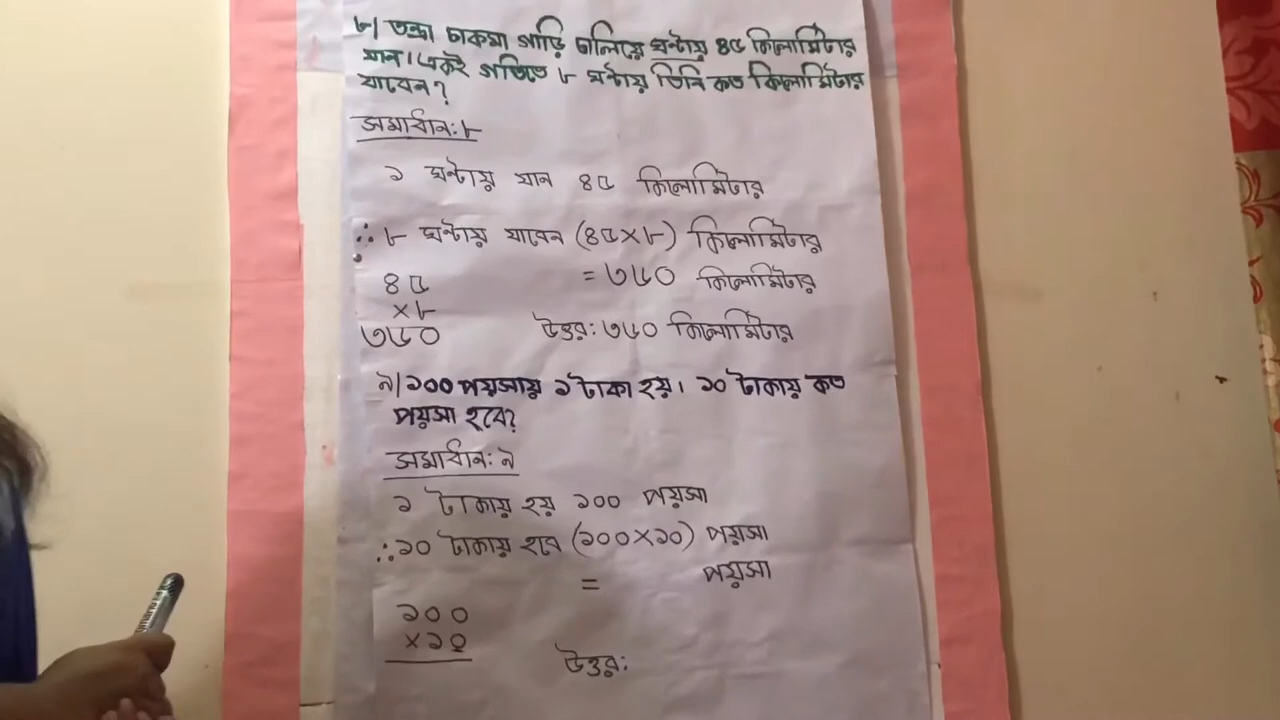 ৮। তন্দ্রা চাকমা গাড়ি চালিয়ে ঘন্টায় ৪৫ কিলোমিটার
যান। একই গতিতে ৮ ঘন্টায় তিনি কত কিলোমিটার
যাবেন?
সমাধান: ৮
১ ঘন্টায় যান ৪৫ কিলোমিটার
∴ ৮ ঘন্টায় যাবেন (৪৫×৮) কিলোমিটার
= ৩৬০ কিলোমিটার
৪৫
×৮
৩৬০
উত্তর: ৩৬০ কিলোমিটার
৯। ১০০ পয়সায় ১ টাকা হয়। ১০ টাকায় কত
পয়সা হবে?
সমাধান: ৯
১ টাকায় হয় ১০০ পয়সা
∴ ১০ টাকায় হবে (১০০×১০) পয়সা
= পয়সা
১০০
×১০
উত্তর: